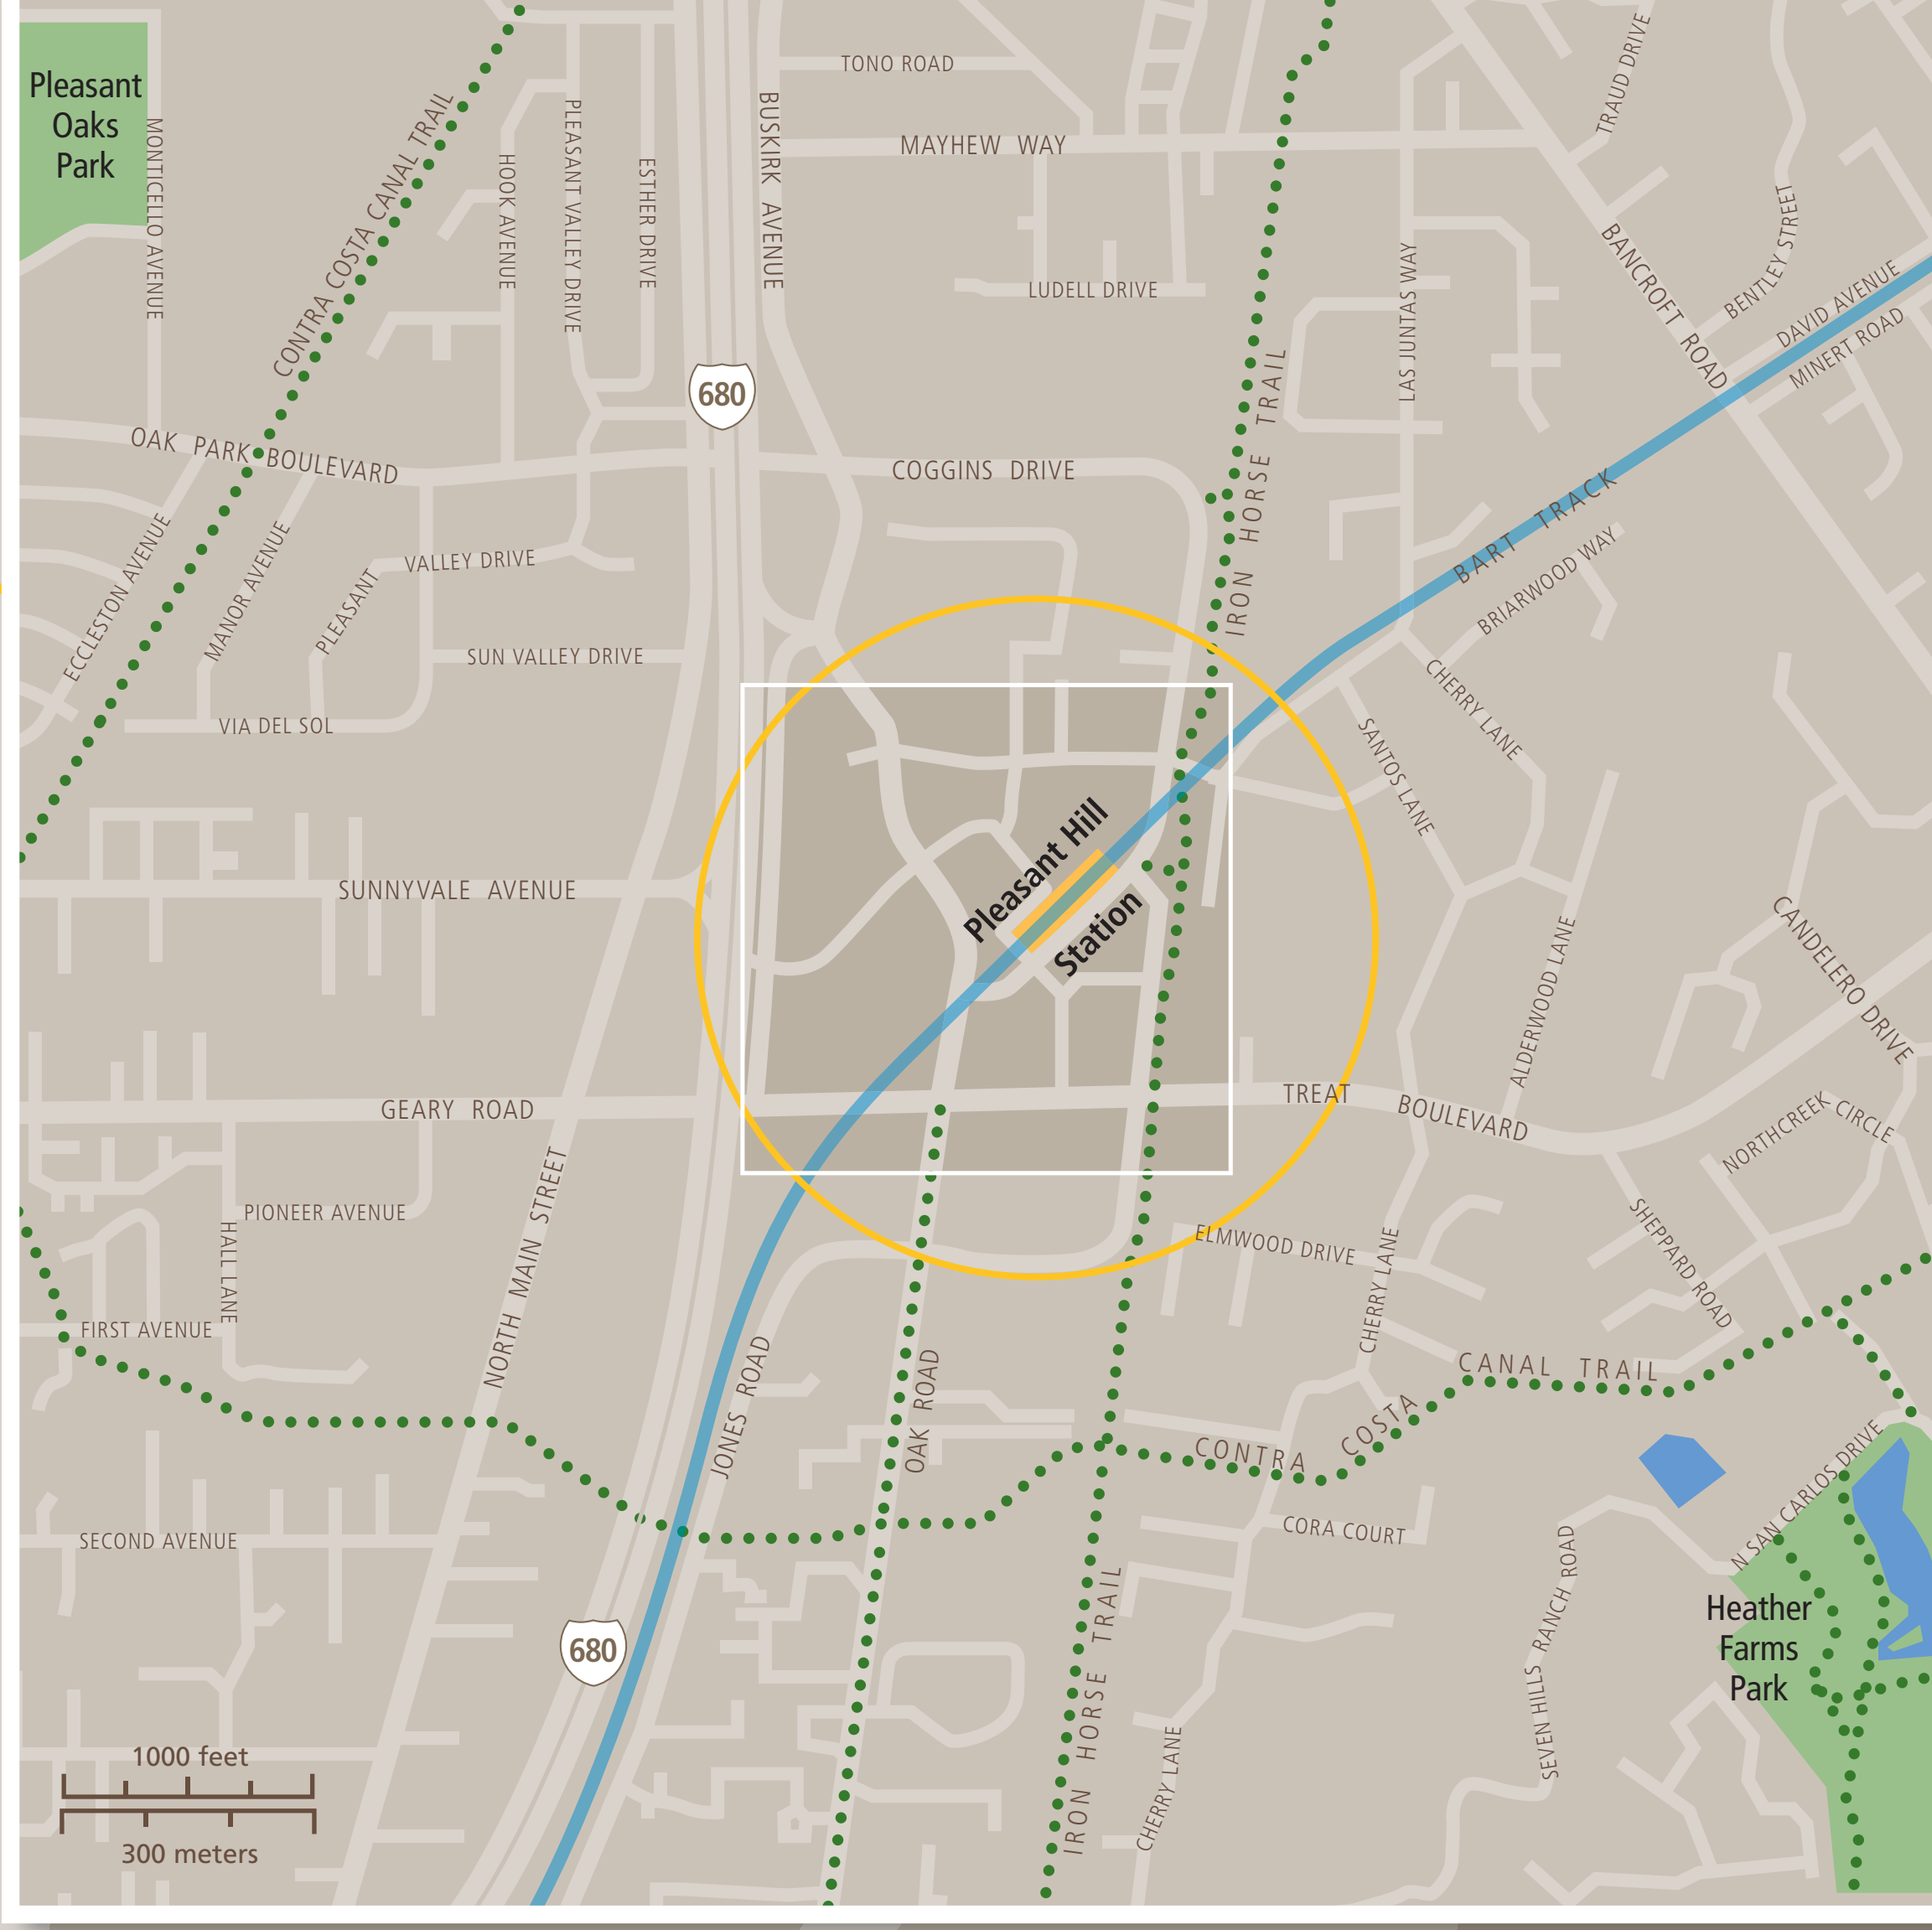 TONO ROAD
Pleasant
Oaks
Park
MAYHEW WAY
TRAUD DRIVE
MONTICELLO AVENUE
CONTRA COSTA CANAL TRAIL
HOOK AVENUE
PLEASANT VALLEY DRIVE
ESTHER DRIVE
BUSKIRK AVENUE
LUDELL DRIVE
LAS JUNTAS WAY
BANCROFT ROAD
BENTLEY STREET
DAVID AVENUE
MINERT ROAD
680
OAK PARK BOULEVARD
COGGINS DRIVE
IRON HORSE TRAIL
BART TRACK
BRIARWOOD WAY
ECCLESTON AVENUE
MANOR AVENUE
PLEASANT
VALLEY DRIVE
SUN VALLEY DRIVE
VIA DEL SOL
CHERRY LANE
SANTOS LANE
Pleasant Hill
Station
SUNNYVALE AVENUE
ALDERWOOD LANE
CANDELERO DRIVE
GEARY ROAD
TREAT
BOULEVARD
NORTHCREEK CIRCLE
PIONEER AVENUE
HALL LANE
NORTH MAIN STREET
ELMWOOD DRIVE
CHERRY LANE
SHEPPARD ROAD
FIRST AVENUE
JONES ROAD
OAK ROAD
CONTRA COSTA CANAL TRAIL
SECOND AVENUE
CORA COURT
N SAN CARLOS DRIVE
SEVEN HILLS RANCH ROAD
Heather
Farms
Park
680
IRON HORSE TRAIL
CHERRY LANE
1000 feet
300 meters